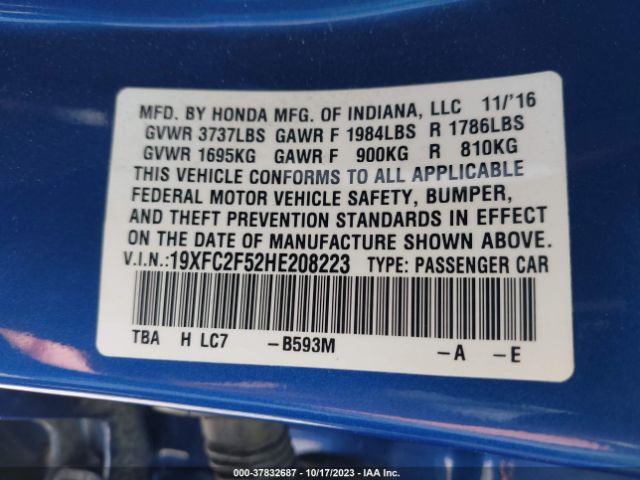 MFD. BY HONDA MFG. OF INDIANA, LLC 11/'16
GVWR 3737LBS GAWR F 1984LBS R 1786LBS
GVWR 1695KG GAWR F 900KG R 810KG
THIS VEHICLE CONFORMS TO ALL APPLICABLE
FEDERAL MOTOR VEHICLE SAFETY, BUMPER,
AND THEFT PREVENTION STANDARDS IN EFFECT
ON THE DATE OF MANUFACTURE SHOWN ABOVE.
V.I.N.:19XFC2F52HE208223 TYPE: PASSENGER CAR
TBA H LC7 -B593M -A -E
000-37832687 | 10/17/2023 | IAA Inc.